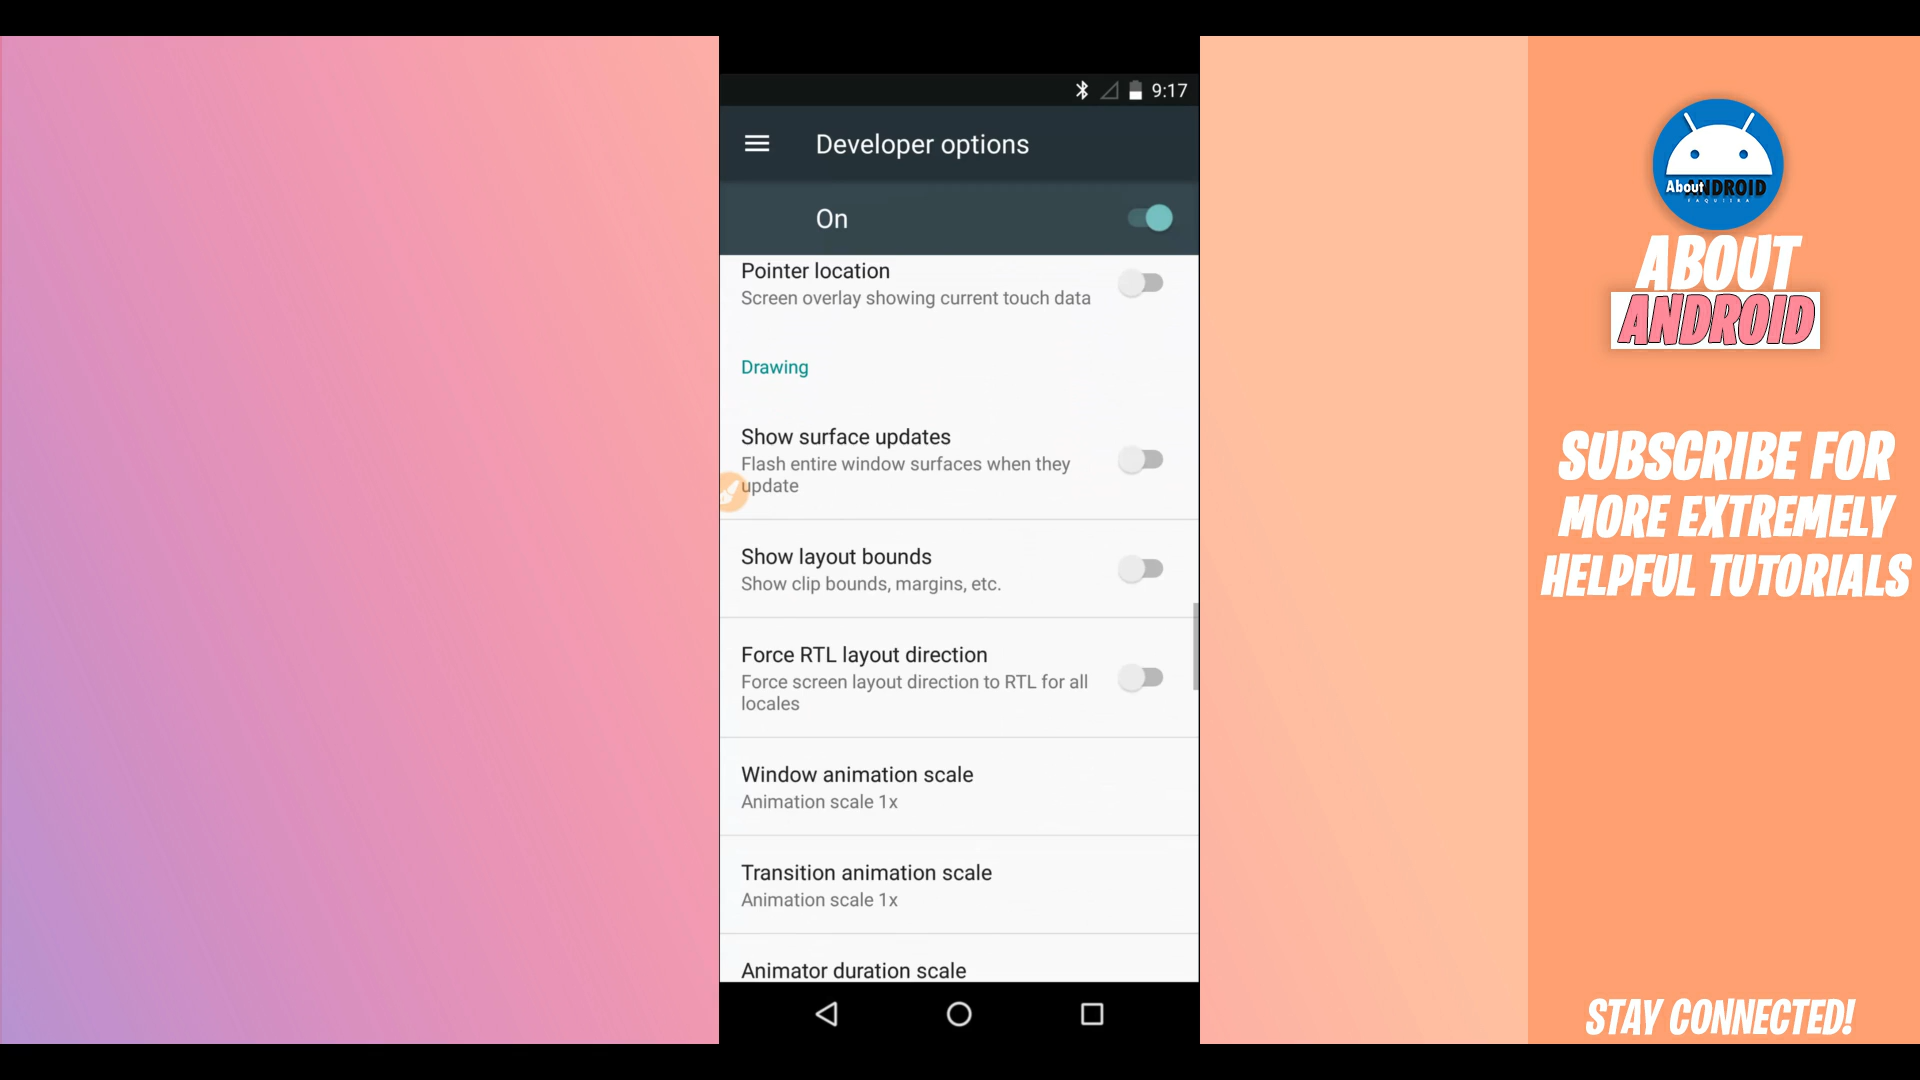 9:17
Developer options
On
Pointer location
Screen overlay showing current touch data
Drawing
Show surface updates
Flash entire window surfaces when they
update
Show layout bounds
Show clip bounds, margins, etc.
Force RTL layout direction
Force screen layout direction to RTL for all
locales
Window animation scale
Animation scale 1x
Transition animation scale
Animation scale 1x
Animator duration scale
About ANDROID
FAQUIZRA
ABOUT
ANDROID
SUBSCRIBE FOR
MORE EXTREMELY
HELPFUL TUTORIALS
STAY CONNECTED!